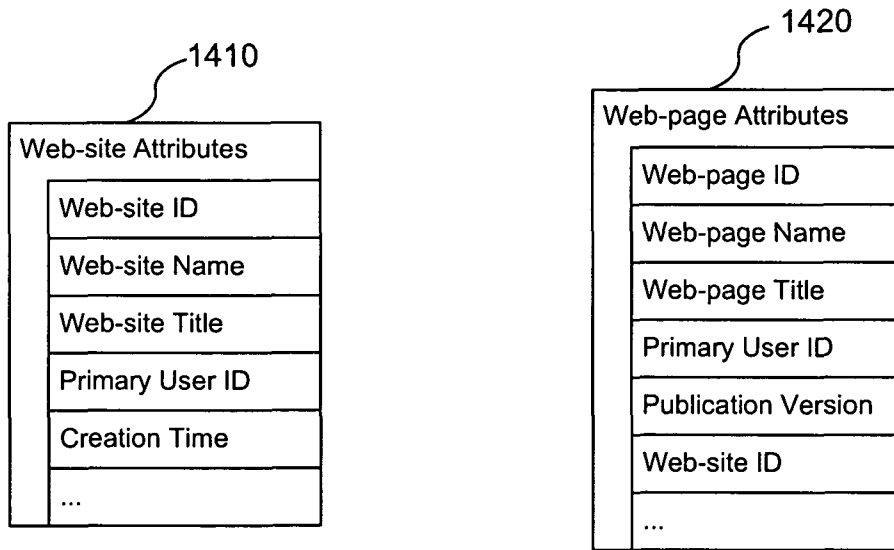 1410
Web-site Attributes
Web-site ID
Web-site Name
Web-site Title
Primary User ID
Creation Time
...
1420
Web-page Attributes
Web-page ID
Web-page Name
Web-page Title
Primary User ID
Publication Version
Web-site ID
...